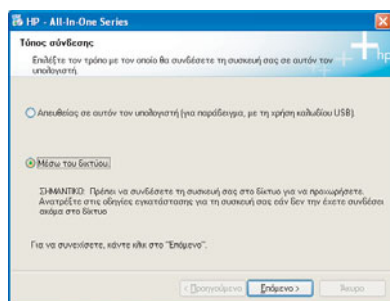 HP - All-In-One Series
Τύπος σύνδεσης
Επιλέξτε τον τρόπο με τον οποίο θα συνδέσετε τη συσκευή σας σε αυτόν τον
υπολογιστή.
hp
Απευθείας σε αυτόν τον υπολογιστή (για παράδειγμα, με τη χρήση καλωδίου USB).
Μέσω του δικτύου.
ΣΗΜΑΝΤΙΚΟ: Πρέπει να συνδέσετε τη συσκευή σας στο δίκτυο για να προχωρήσετε.
Ανατρέξτε στις οδηγίες εγκατάστασης για τη συσκευή σας εάν δεν την έχετε συνδέσει
ακόμα στο δίκτυο
Για να συνεχίσετε, κάντε κλικ στο "Επόμενο".
< Προηγούμενο
Επόμενο >
Άκυρο